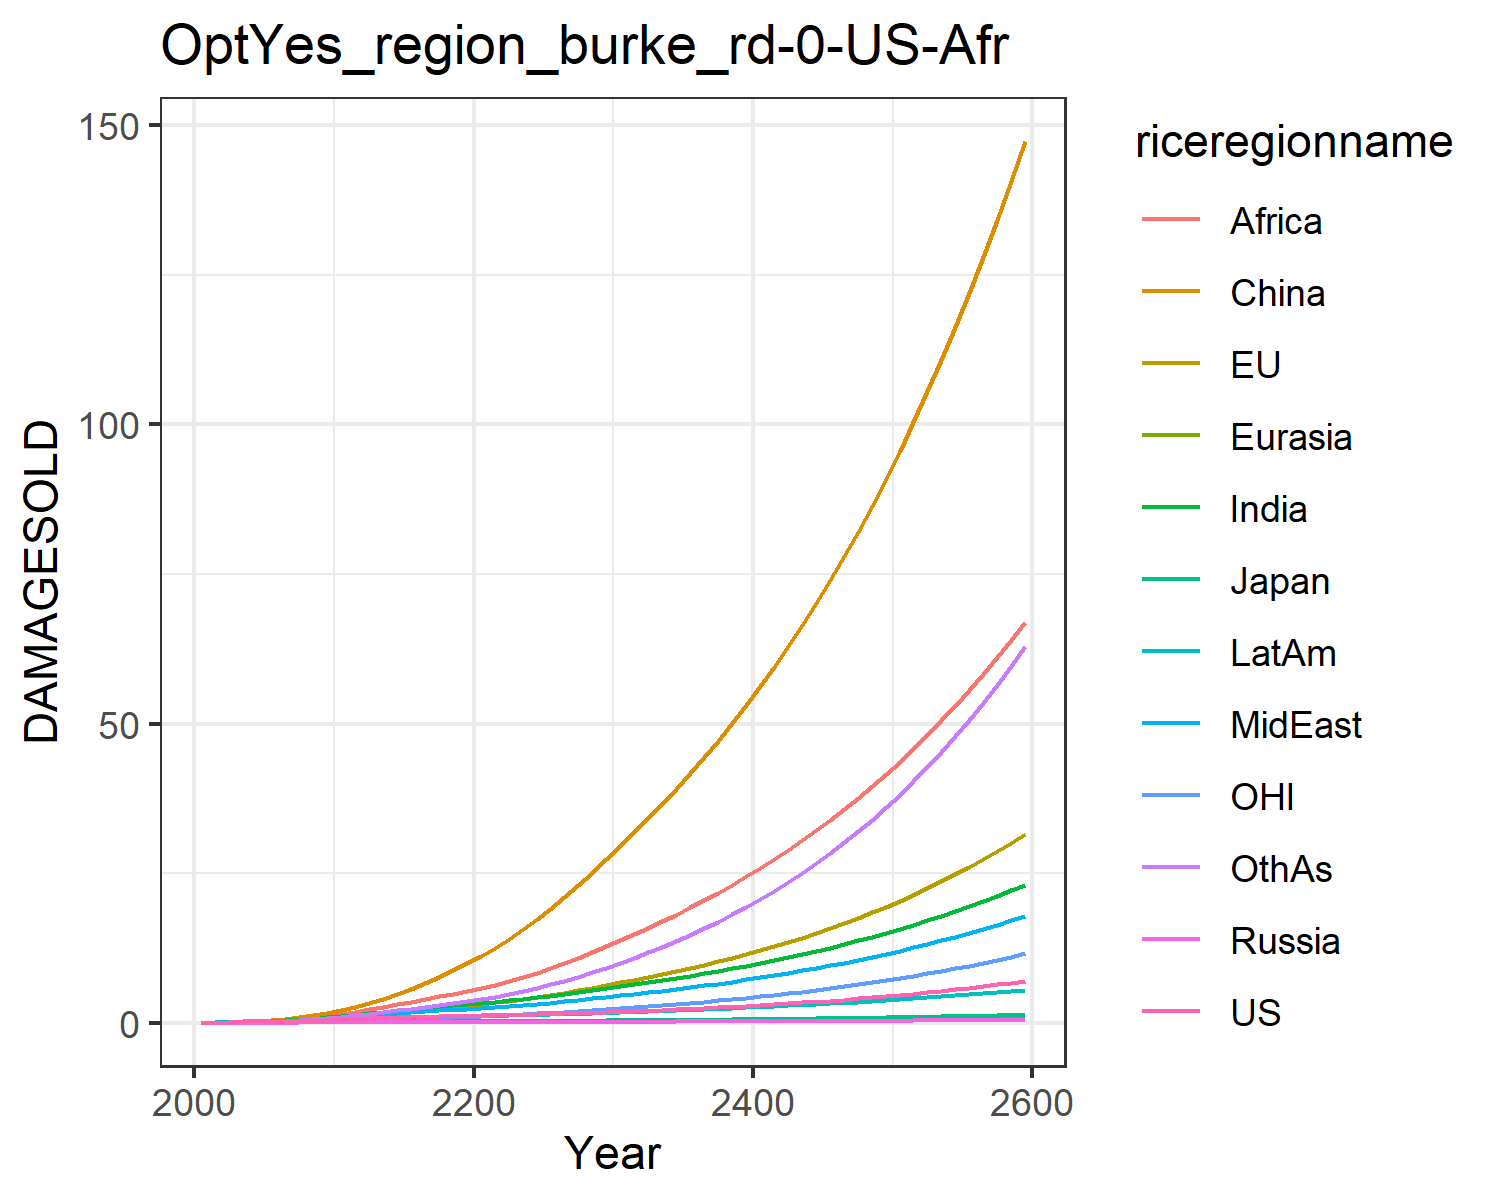 OptYes_region_burke_rd-0-US-Afr
150
100
50
0
DAMAGESOLD
2000 2200 2400 2600
Year
riceregionname
Africa
China
EU
Eurasia
India
Japan
LatAm
MidEast
OHI
OthAs
Russia
US